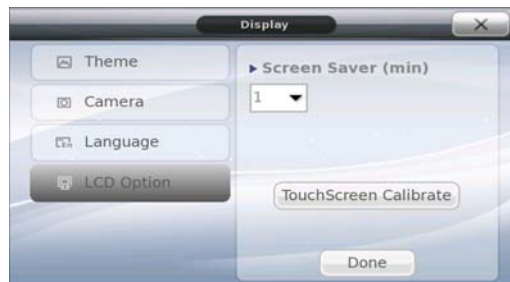 Display
Theme
Camera
Language
LCD Option
Screen Saver (min)
1
TouchScreen Calibrate
Done